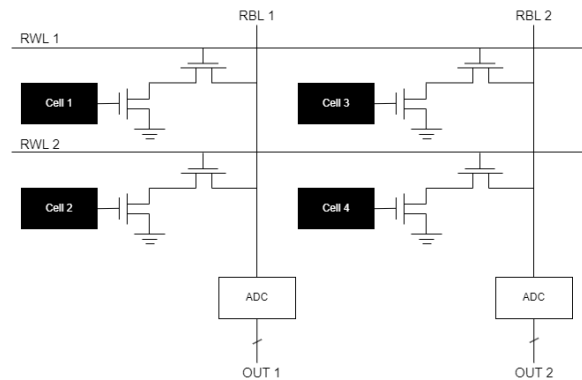 RBL 1
RBL 2
RWL 1
Cell 1
Cell 3
RWL 2
Cell 2
Cell 4
ADC
ADC
OUT 1
OUT 2